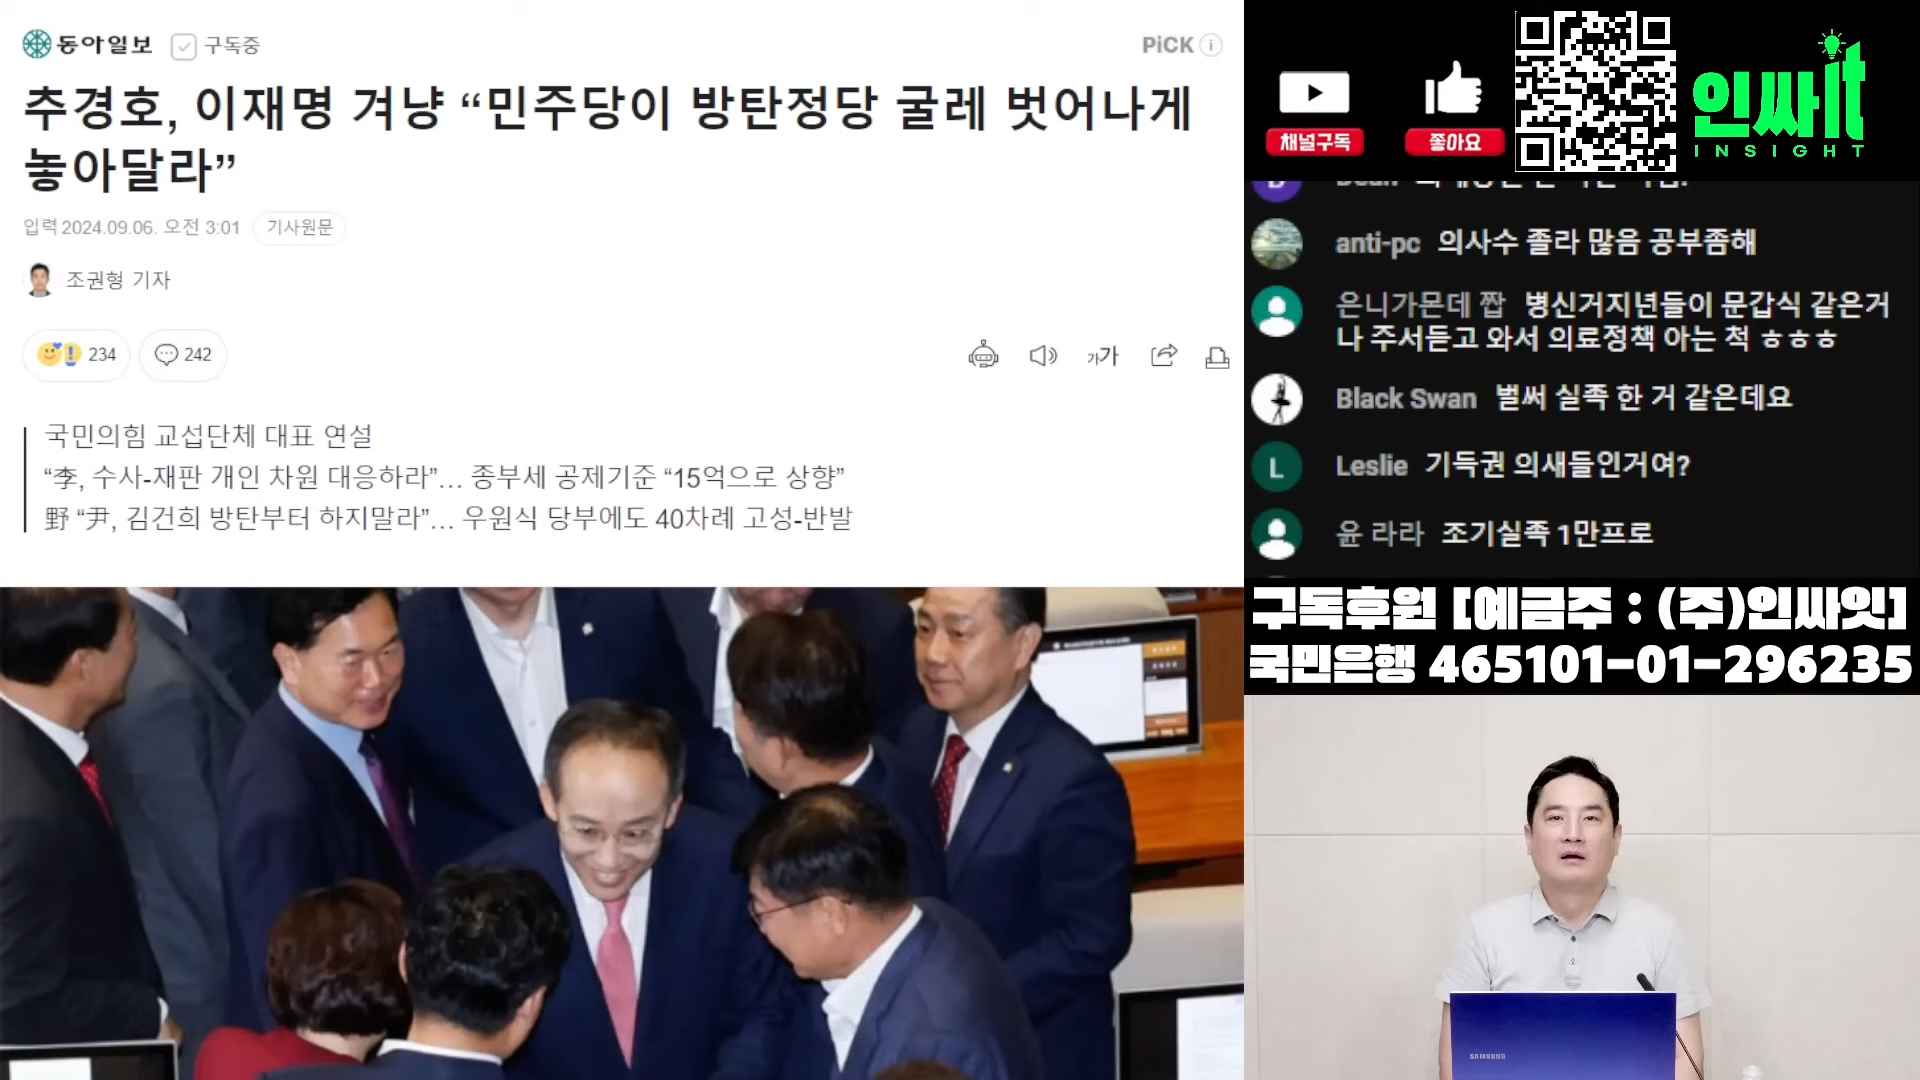 동아일보 구독중
PiCK
추경호, 이재명 겨냥 “민주당이 방탄정당 굴레 벗어나게
놓아달라”
입력 2024.09.06. 오전 3:01 기사원문
조권형 기자
234 242
가가
국민의힘 교섭단체 대표 연설
“李, 수사-재판 개인 차원 대응하라”… 종부세 공제기준 “15억으로 상향”
野 “尹, 김건희 방탄부터 하지말라”… 우원식 당부에도 40차례 고성-반발
채널구독
좋아요
인싸it
INSIGHT
anti-pc 의사수 졸라 많음 공부좀해
은니가몬데 짭 병신거지년들이 문갑식 같은거
나 주서듣고 와서 의료정책 아는 척 ㅎㅎㅎ
Black Swan 벌써 실족 한 거 같은데요
L
Leslie 기득권 의새들인거여?
윤 라라 조기실족 1만프로
구독후원 [예금주 : (주)인싸잇]
국민은행 465101-01-296235
SAMSUNG